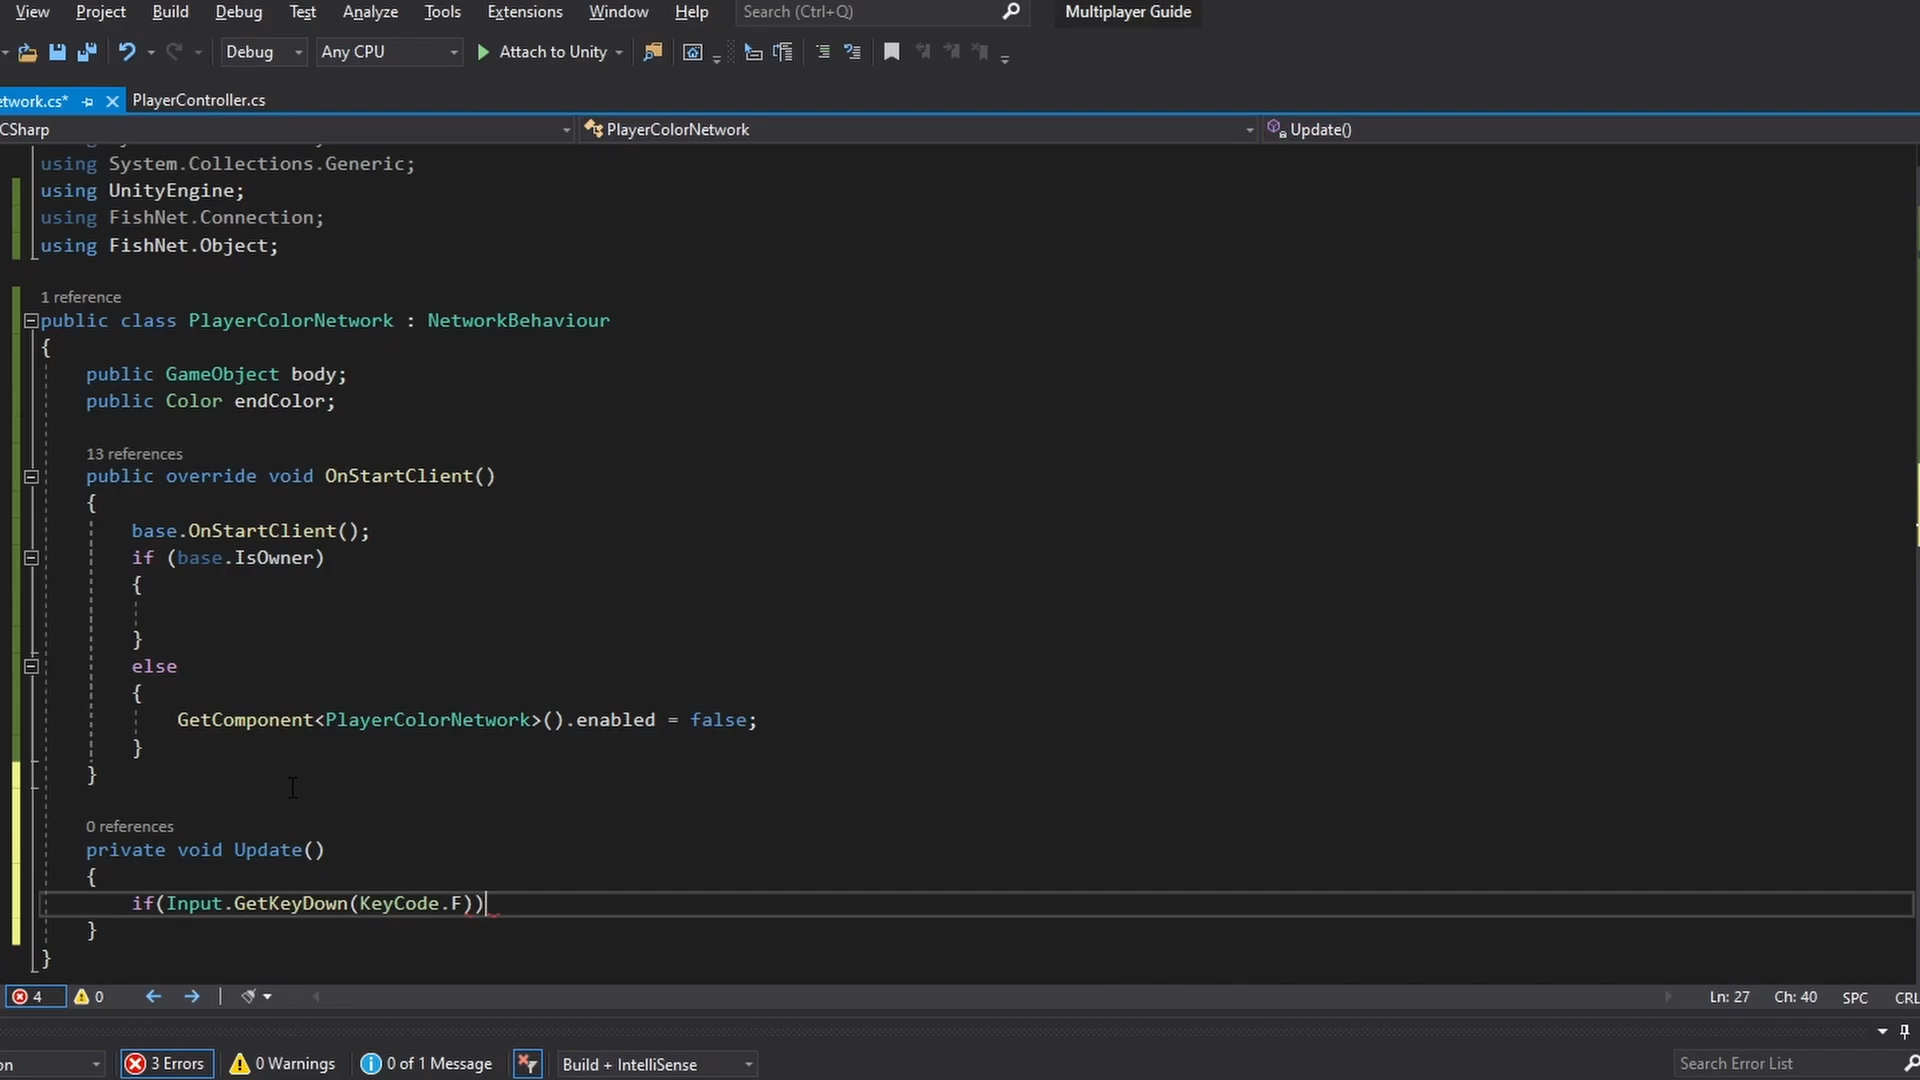 View Project Build Debug Test Analyze Tools Extensions Window Help Search (Ctrl+Q) Multiplayer Guide
Debug Any CPU Attach to Unity
etwork.cs* PlayerController.cs
CSharp PlayerColorNetwork Update()
using System.Collections.Generic;
using UnityEngine;
using FishNet.Connection;
using FishNet.Object;
1 reference
public class PlayerColorNetwork : NetworkBehaviour
{
public GameObject body;
public Color endColor;
13 references
public override void OnStartClient()
{
base.OnStartClient();
if (base.IsOwner)
{
}
else
{
GetComponent<PlayerColorNetwork>().enabled = false;
}
}
0 references
private void Update()
{
if(Input.GetKeyDown(KeyCode.F))
}
}
4 0 Ln: 27 Ch: 40 SPC CRL
on 3 Errors 0 Warnings 0 of 1 Message Build + IntelliSense Search Error List